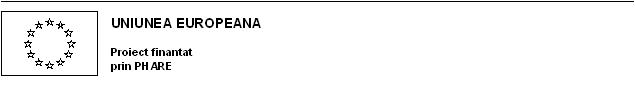 UNIUNEA EUROPEANA
Proiect finantat
prin PHARE